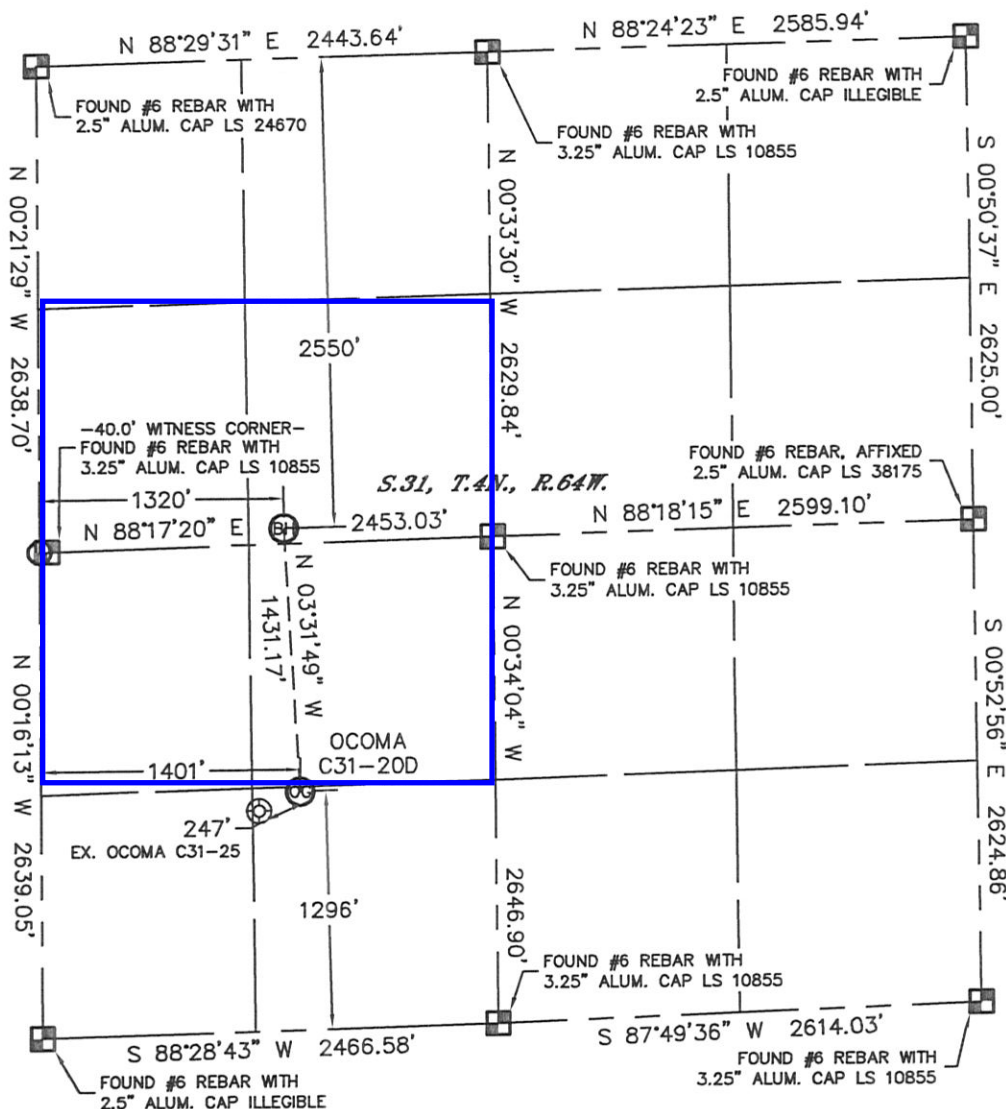 N 88°29'31" E 2443.64'
N 88°24'23" E 2585.94'
FOUND #6 REBAR WITH
2.5" ALUM. CAP LS 24670
FOUND #6 REBAR WITH
3.25" ALUM. CAP LS 10855
FOUND #6 REBAR WITH
2.5" ALUM. CAP ILLEGIBLE
N 00°21'29" W 2638.70'
N 00°33'30" W 2629.84'
S 00°50'37" E 2625.00'
2550'
-40.0' WITNESS CORNER-
FOUND #6 REBAR WITH
3.25" ALUM. CAP LS 10855
1320'
S.31, T.4N., R.64W.
FOUND #6 REBAR, AFFIXED
2.5" ALUM. CAP LS 38175
N 88°17'20" E 2453.03'
BH
N 88°18'15" E 2599.10'
FOUND #6 REBAR WITH
3.25" ALUM. CAP LS 10855
N 03°31'49" W
1431.17'
N 00°16'13" W 2639.05'
N 00°34'04" W 2646.90'
S 00°52'56" E 2624.86'
OCOMA
C31-20D
1401'
OG
247'
EX. OCOMA C31-25
1296'
FOUND #6 REBAR WITH
3.25" ALUM. CAP LS 10855
S 88°28'43" W 2466.58'
S 87°49'36" W 2614.03'
FOUND #6 REBAR WITH
2.5" ALUM. CAP ILLEGIBLE
FOUND #6 REBAR WITH
3.25" ALUM. CAP LS 10855